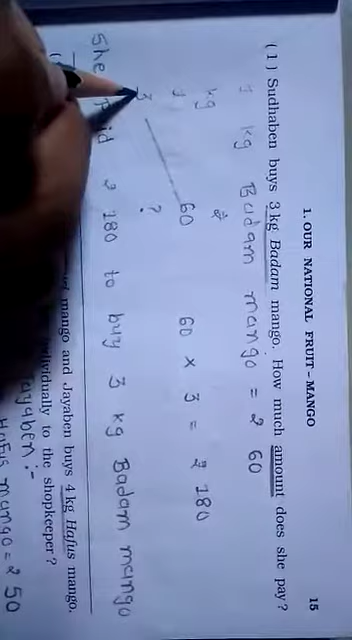 1. OUR NATIONAL FRUIT - MANGO 15
(1) Sudhaben buys 3 kg Badam mango. How much amount does she pay?
1 kg Badam mango = ₹ 60
kg ₹
1 60 60 × 3 = ₹ 180
3 ?
She ₹ 180 to buy 3 kg Badam mango
mango and Jayaben buys 4 kg Hafus mango.
individually to the shopkeeper?
Jayaben :-
Hafus mango = ₹ 50